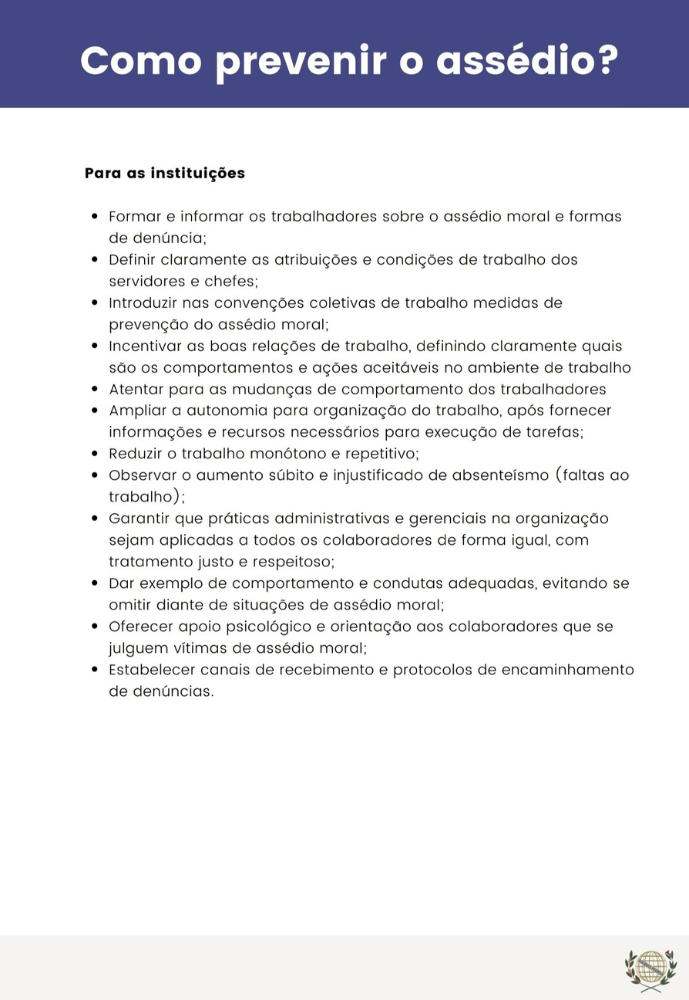 Como prevenir o assédio?
Para as instituições
• Formar e informar os trabalhadores sobre o assédio moral e formas
de denúncia;
• Definir claramente as atribuições e condições de trabalho dos
servidores e chefes;
• Introduzir nas convenções coletivas de trabalho medidas de
prevenção do assédio moral;
• Incentivar as boas relações de trabalho, definindo claramente quais
são os comportamentos e ações aceitáveis no ambiente de trabalho
• Atentar para as mudanças de comportamento dos trabalhadores
• Ampliar a autonomia para organização do trabalho, após fornecer
informações e recursos necessários para execução de tarefas;
• Reduzir o trabalho monótono e repetitivo;
• Observar o aumento súbito e injustificado de absenteísmo (faltas ao
trabalho);
• Garantir que práticas administrativas e gerenciais na organização
sejam aplicadas a todos os colaboradores de forma igual, com
tratamento justo e respeitoso;
• Dar exemplo de comportamento e condutas adequadas, evitando se
omitir diante de situações de assédio moral;
• Oferecer apoio psicológico e orientação aos colaboradores que se
julguem vítimas de assédio moral;
• Estabelecer canais de recebimento e protocolos de encaminhamento
de denúncias.